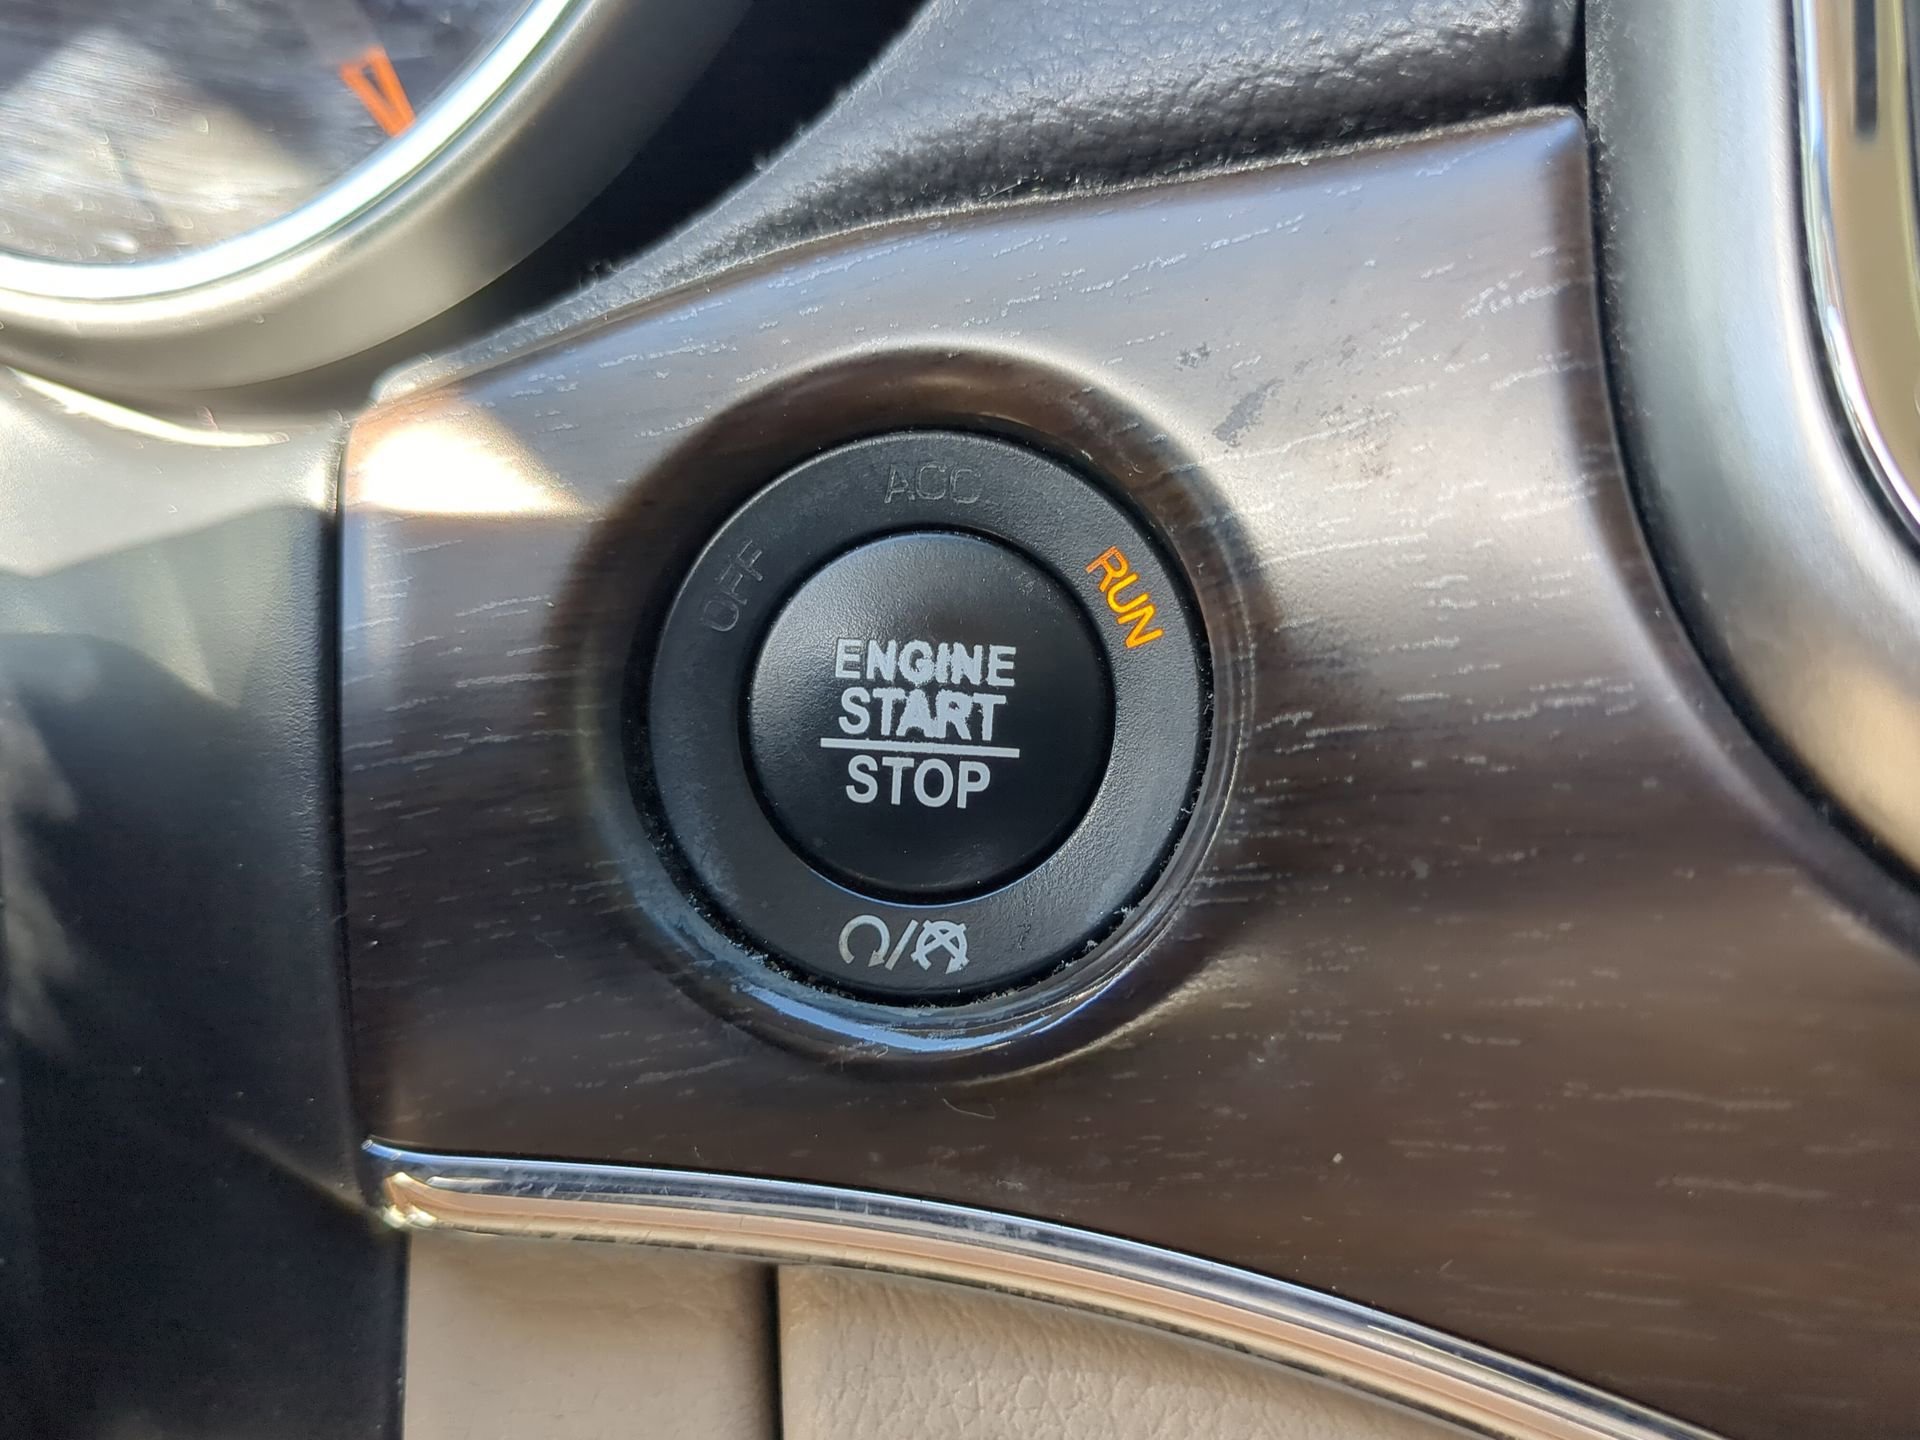 ACC
OFF
RUN
ENGINE
START
STOP